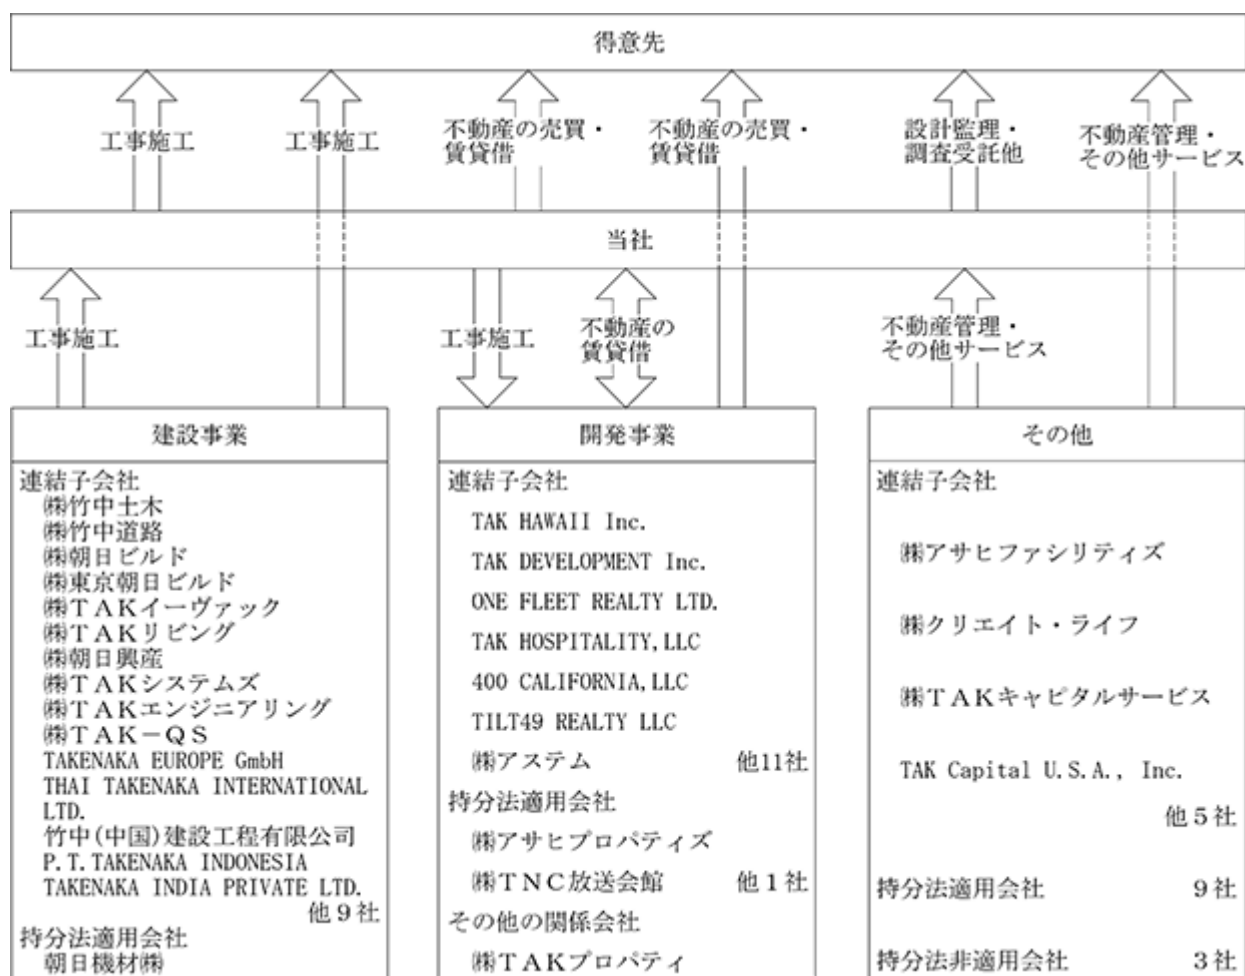 得意先
工事施工
工事施工
不動産の売買・
賃貸借
不動産の売買・
賃貸借
設計監理・
調査受託他
不動産管理・
その他サービス
当社
工事施工
工事施工
不動産の
賃貸借
不動産管理・
その他サービス
建設事業
連結子会社
㈱竹中土木
㈱竹中道路
㈱朝日ビルド
㈱東京朝日ビルド
㈱ＴＡＫイーヴァック
㈱ＴＡＫリビング
㈱朝日興産
㈱ＴＡＫシステムズ
㈱ＴＡＫエンジニアリング
㈱ＴＡＫ－ＱＳ
TAKENAKA EUROPE GmbH
THAI TAKENAKA INTERNATIONAL
LTD.
竹中(中国)建設工程有限公司
P.T.TAKENAKA INDONESIA
TAKENAKA INDIA PRIVATE LTD.
他９社
持分法適用会社
朝日機材㈱
開発事業
連結子会社
TAK HAWAII Inc.
TAK DEVELOPMENT Inc.
ONE FLEET REALTY LTD.
TAK HOSPITALITY,LLC
400 CALIFORNIA,LLC
TILT49 REALTY LLC
㈱アステム 他11社
持分法適用会社
㈱アサヒプロパティズ
㈱ＴＮＣ放送会館 他１社
その他の関係会社
㈱ＴＡＫプロパティ
その他
連結子会社
㈱アサヒファシリティズ
㈱クリエイト・ライフ
㈱ＴＡＫキャピタルサービス
TAK Capital U.S.A., Inc.
他５社
持分法適用会社 ９社
持分法非適用会社 ３社